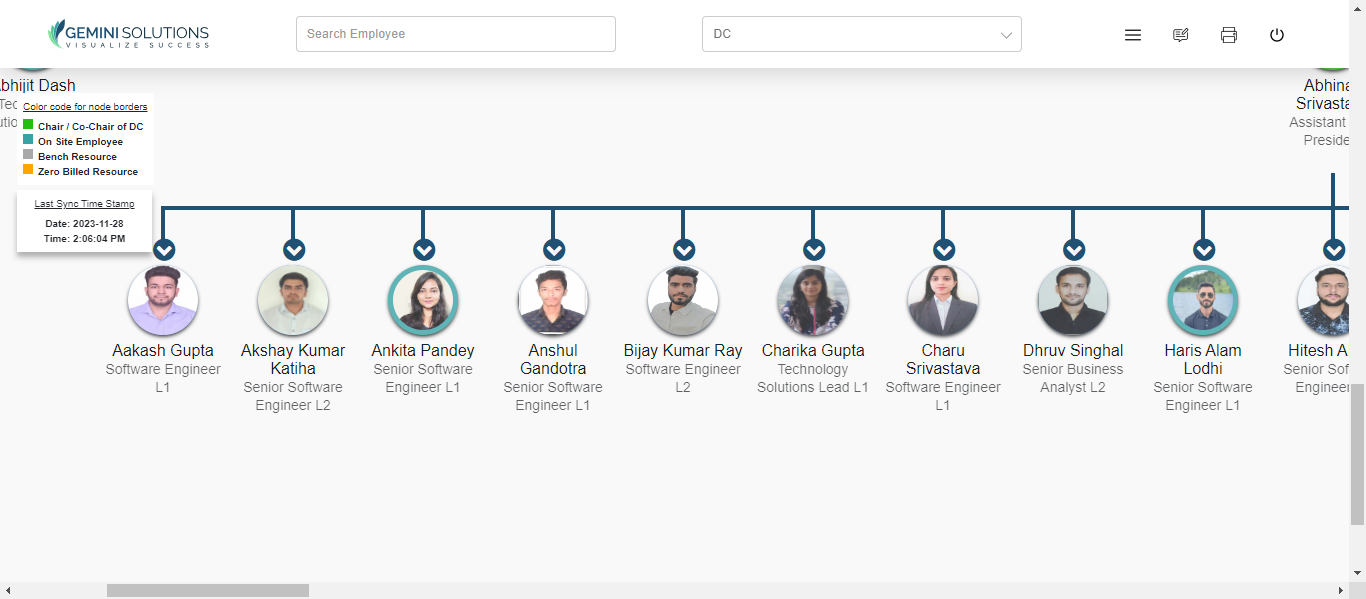 GEMINI SOLUTIONS
VISUALIZE SUCCESS
Search Employee
DC
bhijit Dash
Tec
utio
Color code for node borders
Chair / Co-Chair of DC
On Site Employee
Bench Resource
Zero Billed Resource
Last Sync Time Stamp
Date: 2023-11-28
Time: 2:06:04 PM
Abhina
Srivasta
Assistant
Preside
Aakash Gupta
Software Engineer
L1
Akshay Kumar
Katiha
Senior Software
Engineer L2
Ankita Pandey
Senior Software
Engineer L1
Anshul
Gandotra
Senior Software
Engineer L1
Bijay Kumar Ray
Software Engineer
L2
Charika Gupta
Technology
Solutions Lead L1
Charu
Srivastava
Software Engineer
L1
Dhruv Singhal
Senior Business
Analyst L2
Haris Alam
Lodhi
Senior Software
Engineer L1
Hitesh A
Senior Sof
Engineer